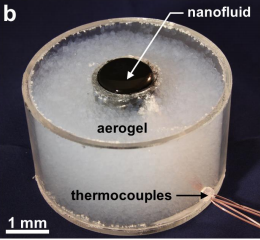 b
nanofluid
aerogel
thermocouples
1 mm